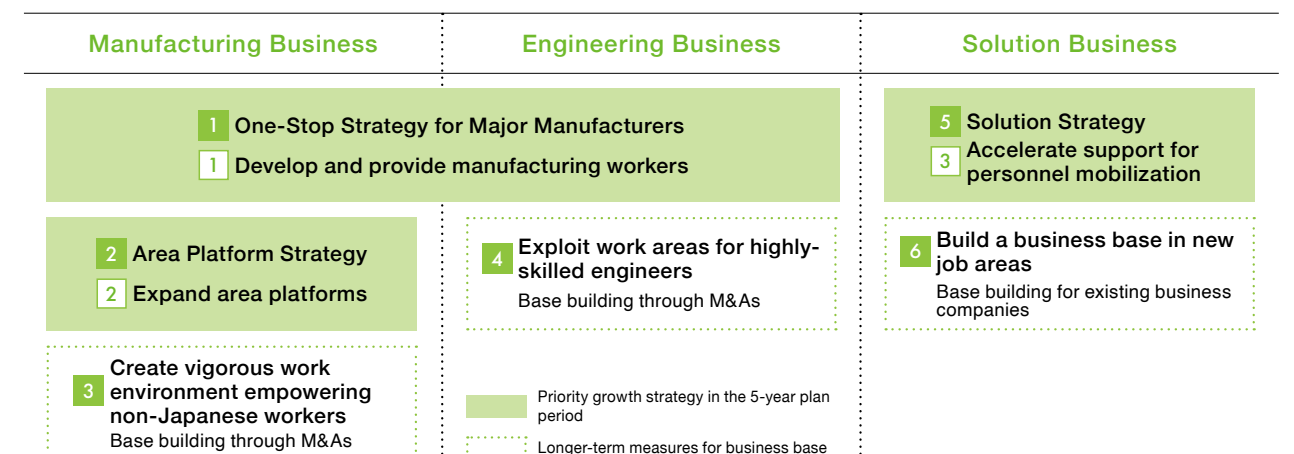 Manufacturing Business
Engineering Business
Solution Business
1 One-Stop Strategy for Major Manufacturers
1 Develop and provide manufacturing workers
5 Solution Strategy
3 Accelerate support for
personnel mobilization
2 Area Platform Strategy
2 Expand area platforms
4 Exploit work areas for highly-
skilled engineers
Base building through M&As
6 Build a business base in new
job areas
Base building for existing business
companies
3 Create vigorous work
environment empowering
non-Japanese workers
Base building through M&As
Priority growth strategy in the 5-year plan
period
Longer-term measures for business base